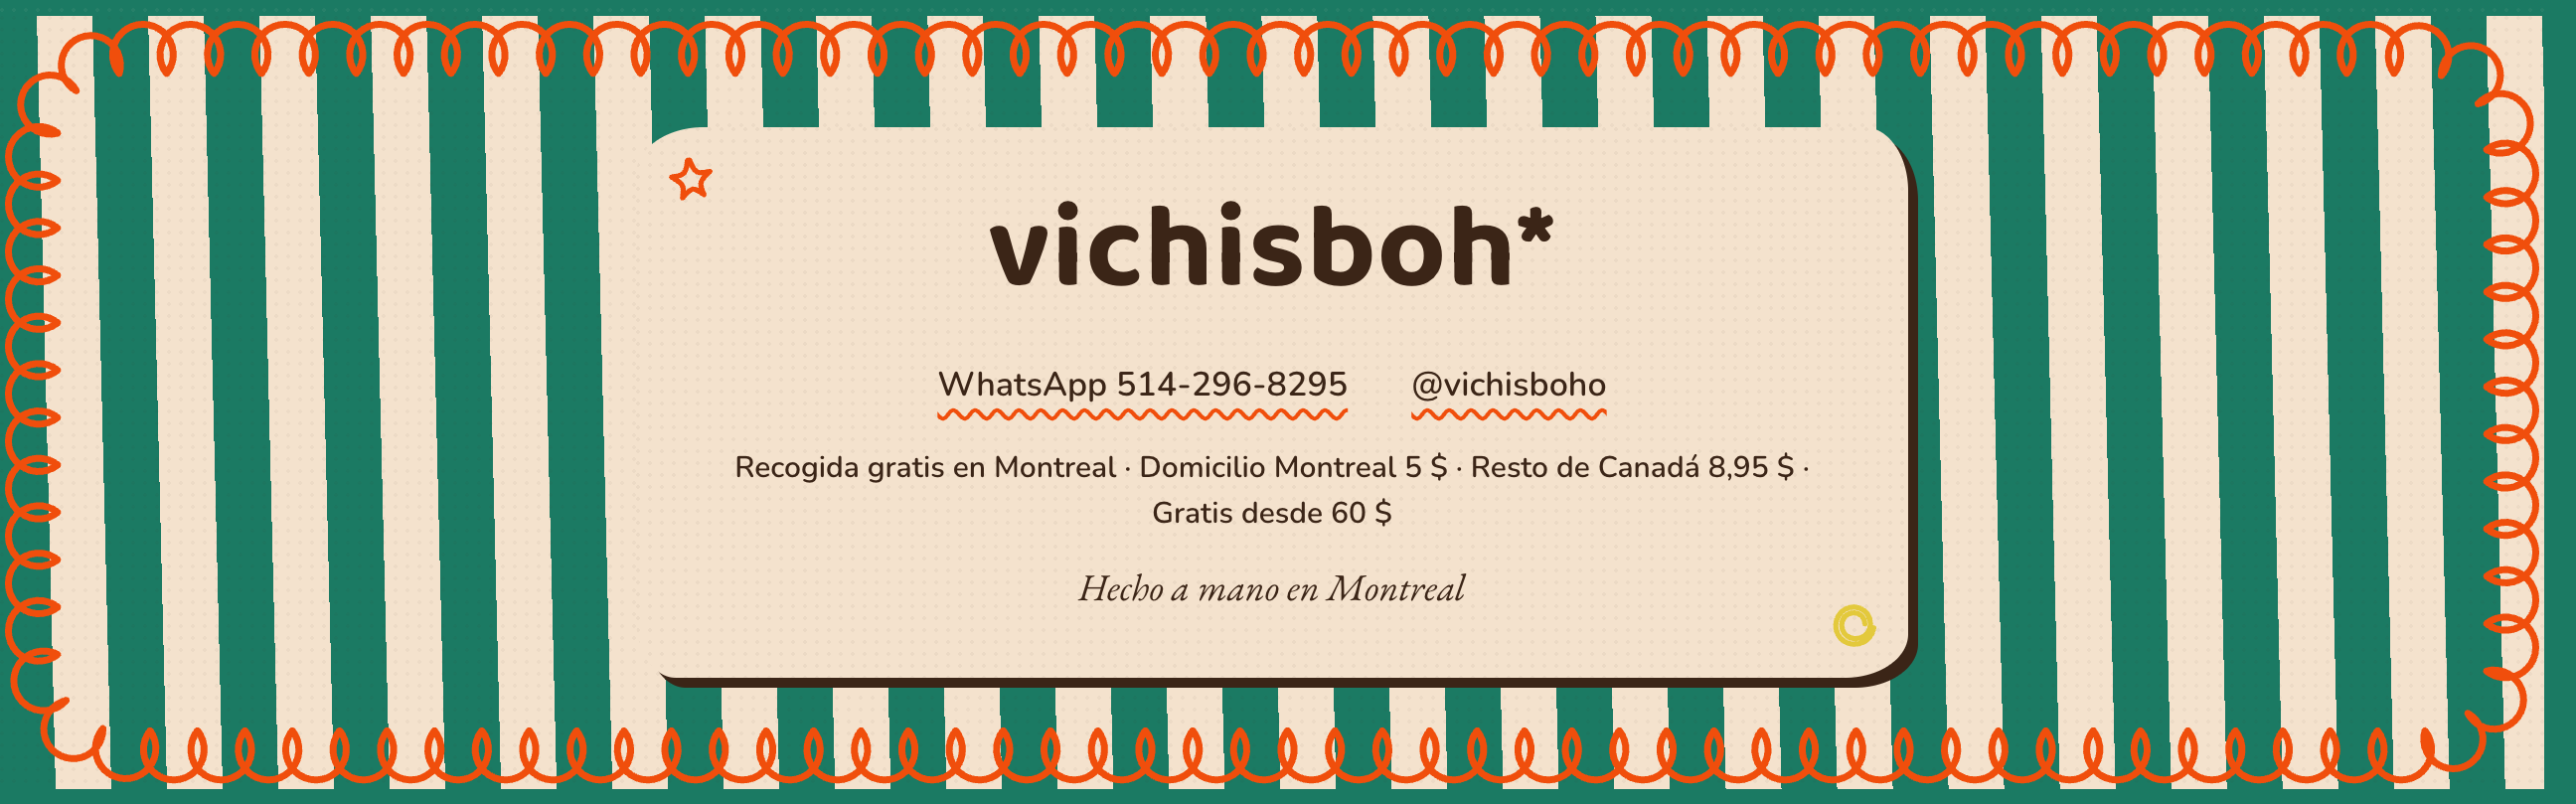 vichisboh*
WhatsApp 514-296-8295 @vichisboho
Recogida gratis en Montreal · Domicilio Montreal 5 $ · Resto de Canadá 8,95 $ ·
Gratis desde 60 $
Hecho a mano en Montreal